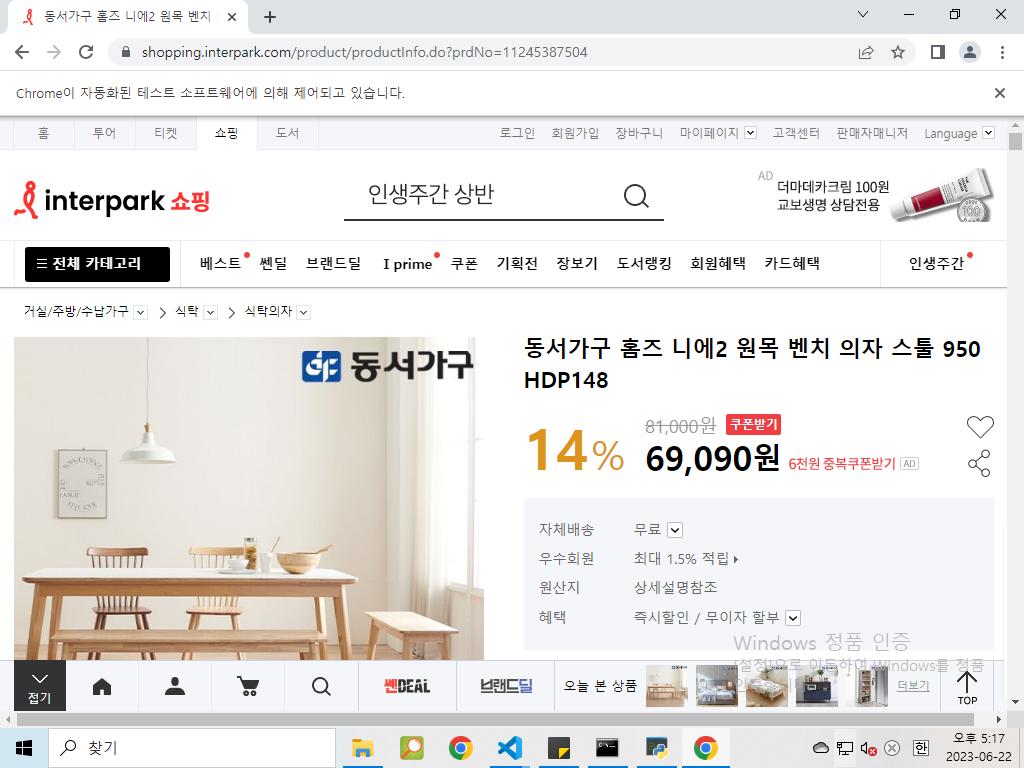 동서가구 홈즈 니에2 원목 벤치
shopping.interpark.com/product/productInfo.do?prdNo=11245387504
Chrome이 자동화된 테스트 소프트웨어에 의해 제어되고 있습니다.
홈 투어 티켓 쇼핑 도서 로그인 회원가입 장바구니 마이페이지 고객센터 판매자매니저 Language
interpark 쇼핑
인생주간 상반
AD
더마데카크림 100원
교보생명 상담전용
전체 카테고리 베스트 쎈딜 브랜드딜 I prime 쿠폰 기획전 장보기 도서랭킹 회원혜택 카드혜택 인생주간
거실/주방/수납가구 식탁 식탁의자
동서가구
동서가구 홈즈 니에2 원목 벤치 의자 스툴 950
HDP148
14%
81,000원 쿠폰받기
69,090원 6천원 중복쿠폰받기 AD
자체배송 무료
우수회원 최대 1.5% 적립
원산지 상세설명참조
혜택 즉시할인 / 무이자 할부
Windows 정품 인증
[설정]으로 이동하여 Windows를 정품
접기
쎈DEAL
브랜드딜
오늘 본 상품
더보기
TOP
찾기
한
오후 5:17
2023-06-22